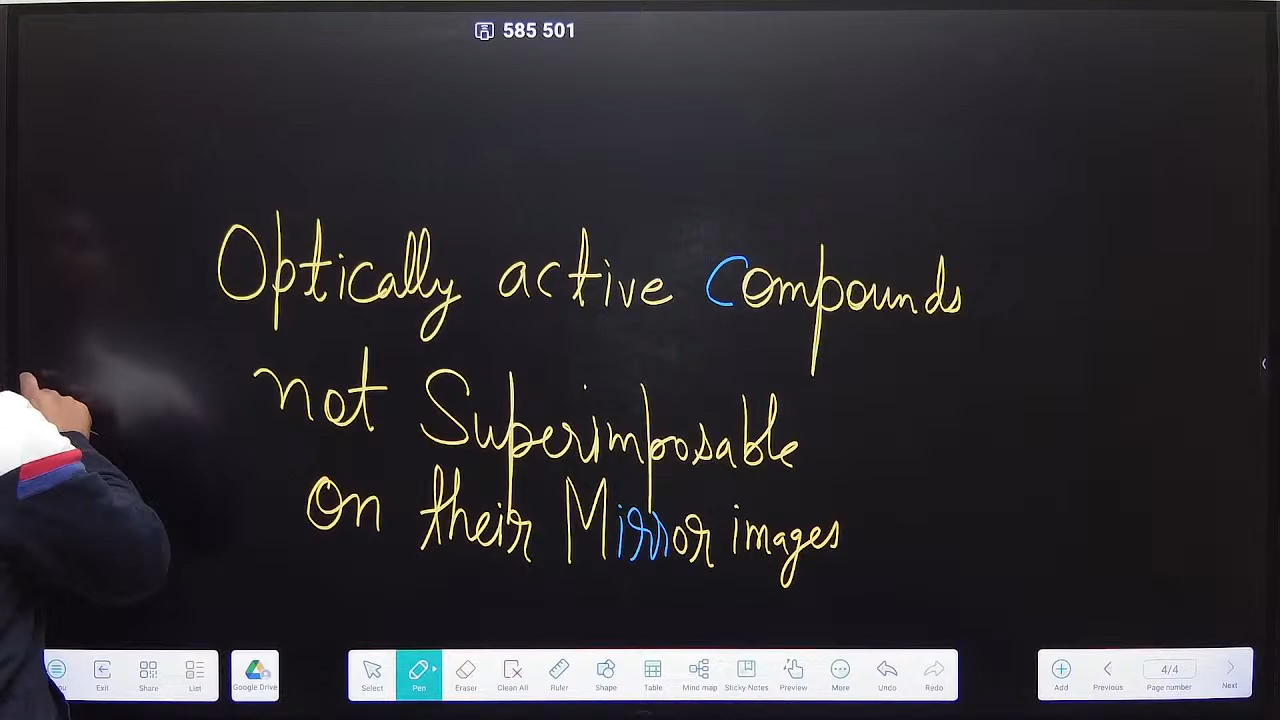 585 501
Optically active Compounds
not Superimposable
on their Mirror images
Exit
Share
List
Google Drive
Select
Pen
Eraser
Clean All
Ruler
Shape
Table
Mind map
Sticky-Notes
Preview
More
Undo
Redo
Add
Previous
4/4
Page number
Next